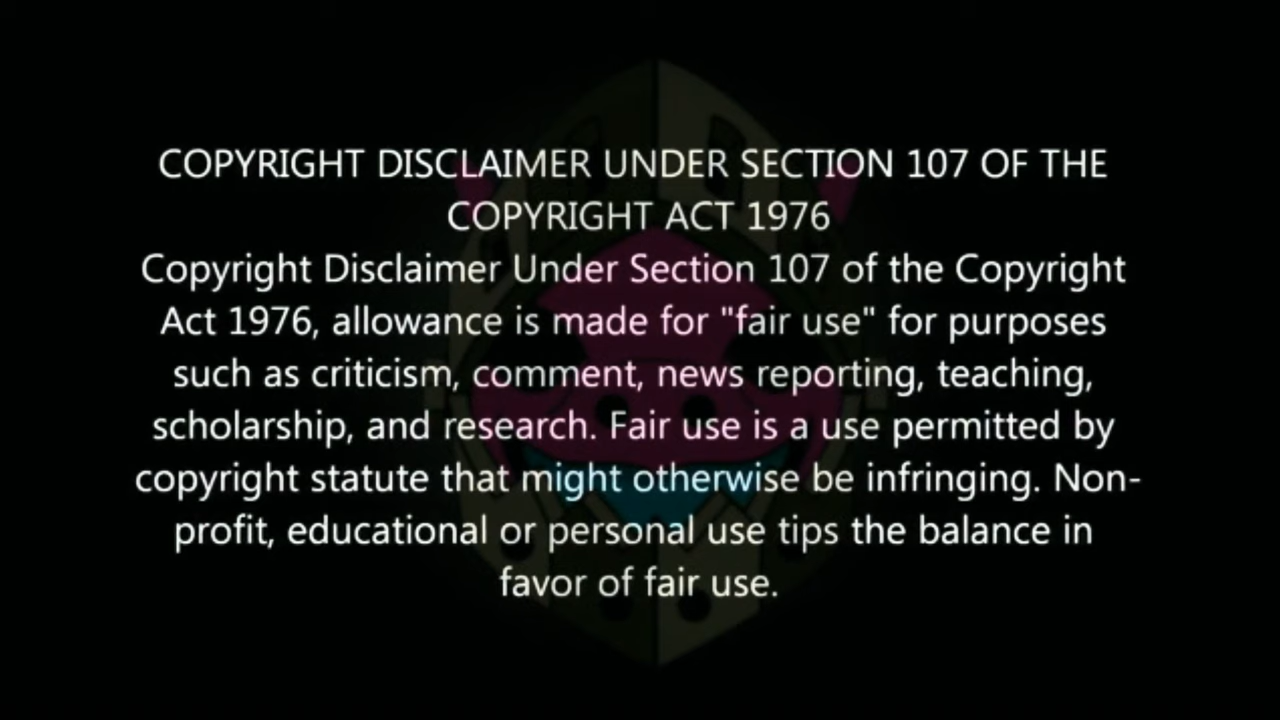 COPYRIGHT DISCLAIMER UNDER SECTION 107 OF THE
COPYRIGHT ACT 1976
Copyright Disclaimer Under Section 107 of the Copyright
Act 1976, allowance is made for "fair use" for purposes
such as criticism, comment, news reporting, teaching,
scholarship, and research. Fair use is a use permitted by
copyright statute that might otherwise be infringing. Non-
profit, educational or personal use tips the balance in
favor of fair use.